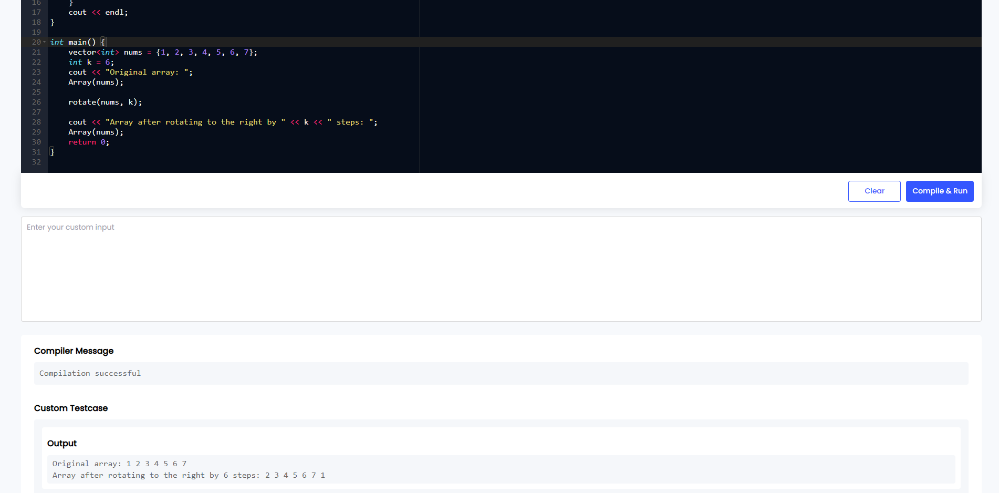 16 }
17 cout << endl;
18 }
19
20 int main() {
21 vector<int> nums = {1, 2, 3, 4, 5, 6, 7};
22 int k = 6;
23 cout << "Original array: ";
24 Array(nums);
25
26 rotate(nums, k);
27
28 cout << "Array after rotating to the right by " << k << " steps: ";
29 Array(nums);
30 return 0;
31 }
32
Clear Compile & Run
Enter your custom input
Compiler Message
Compilation successful
Custom Testcase
Output
Original array: 1 2 3 4 5 6 7
Array after rotating to the right by 6 steps: 2 3 4 5 6 7 1